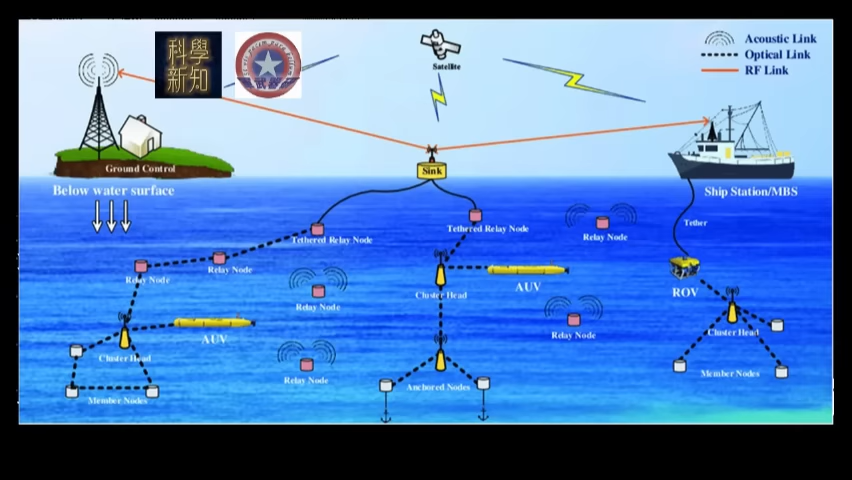 科學
新知
Satellite
Acoustic Link
Optical Link
RF Link
Ground Control
Sink
Below water surface
Ship Station/MBS
Tethered Relay Node
Tethered Relay Node
Relay Node
Tether
Relay Node
Relay Node
Relay Node
Cluster Head
AUV
ROV
AUV
Cluster Head
Relay Node
Cluster Head
Relay Node
Anchored Nodes
Member Nodes
Member Nodes